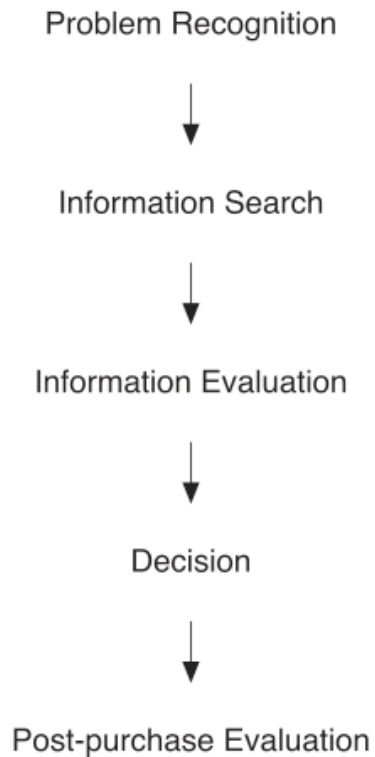 Problem Recognition
Information Search
Information Evaluation
Decision
Post-purchase Evaluation